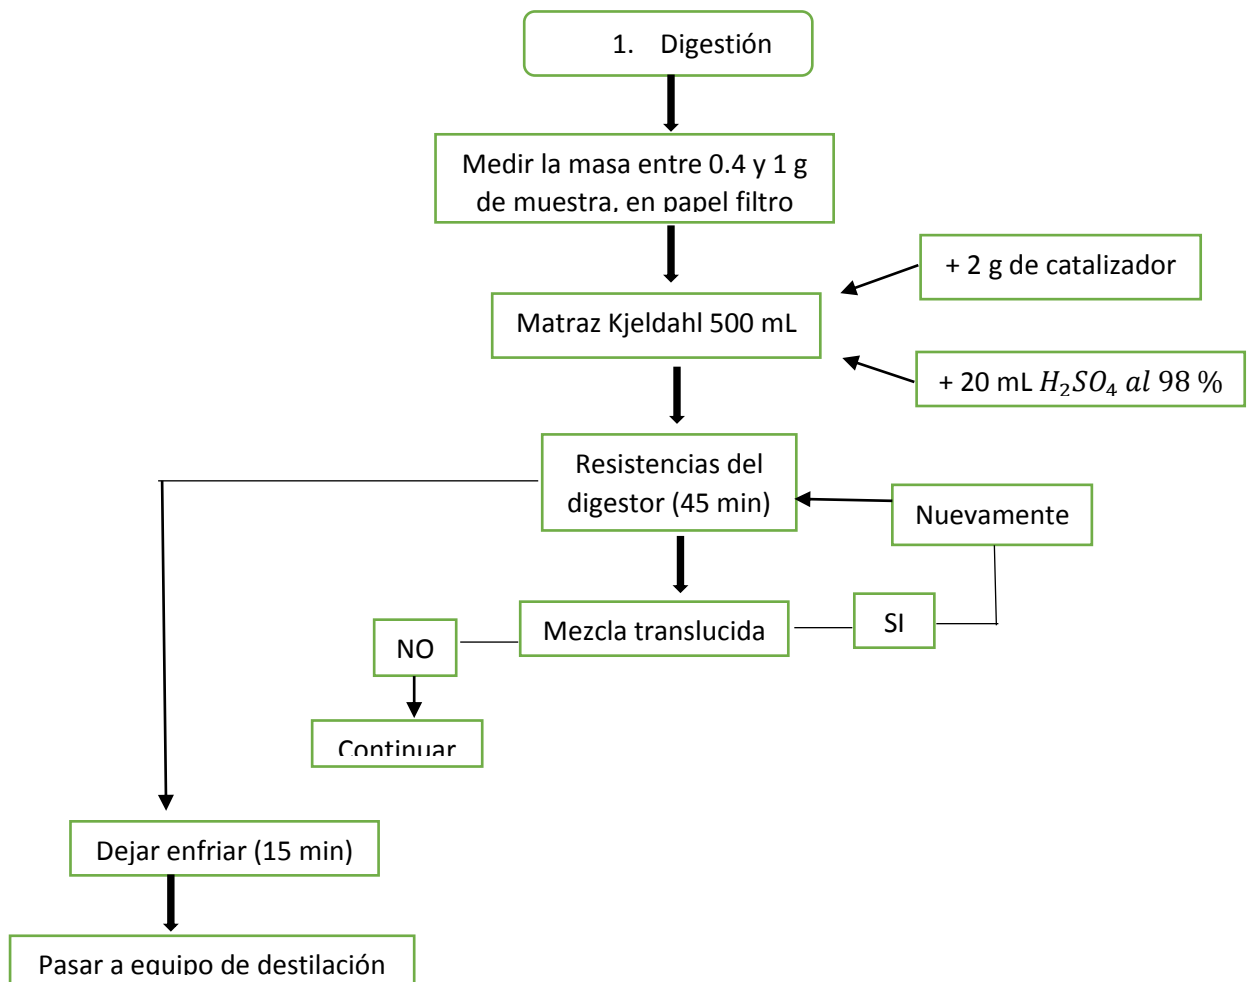 1. Digestión
Medir la masa entre 0.4 y 1 g
de muestra, en papel filtro
+ 2 g de catalizador
Matraz Kjeldahl 500 mL
+ 20 mL H₂SO₄ al 98 %
Resistencias del
digestor (45 min)
Nuevamente
Mezcla translucida
SI
NO
Continuar
Dejar enfriar (15 min)
Pasar a equipo de destilación